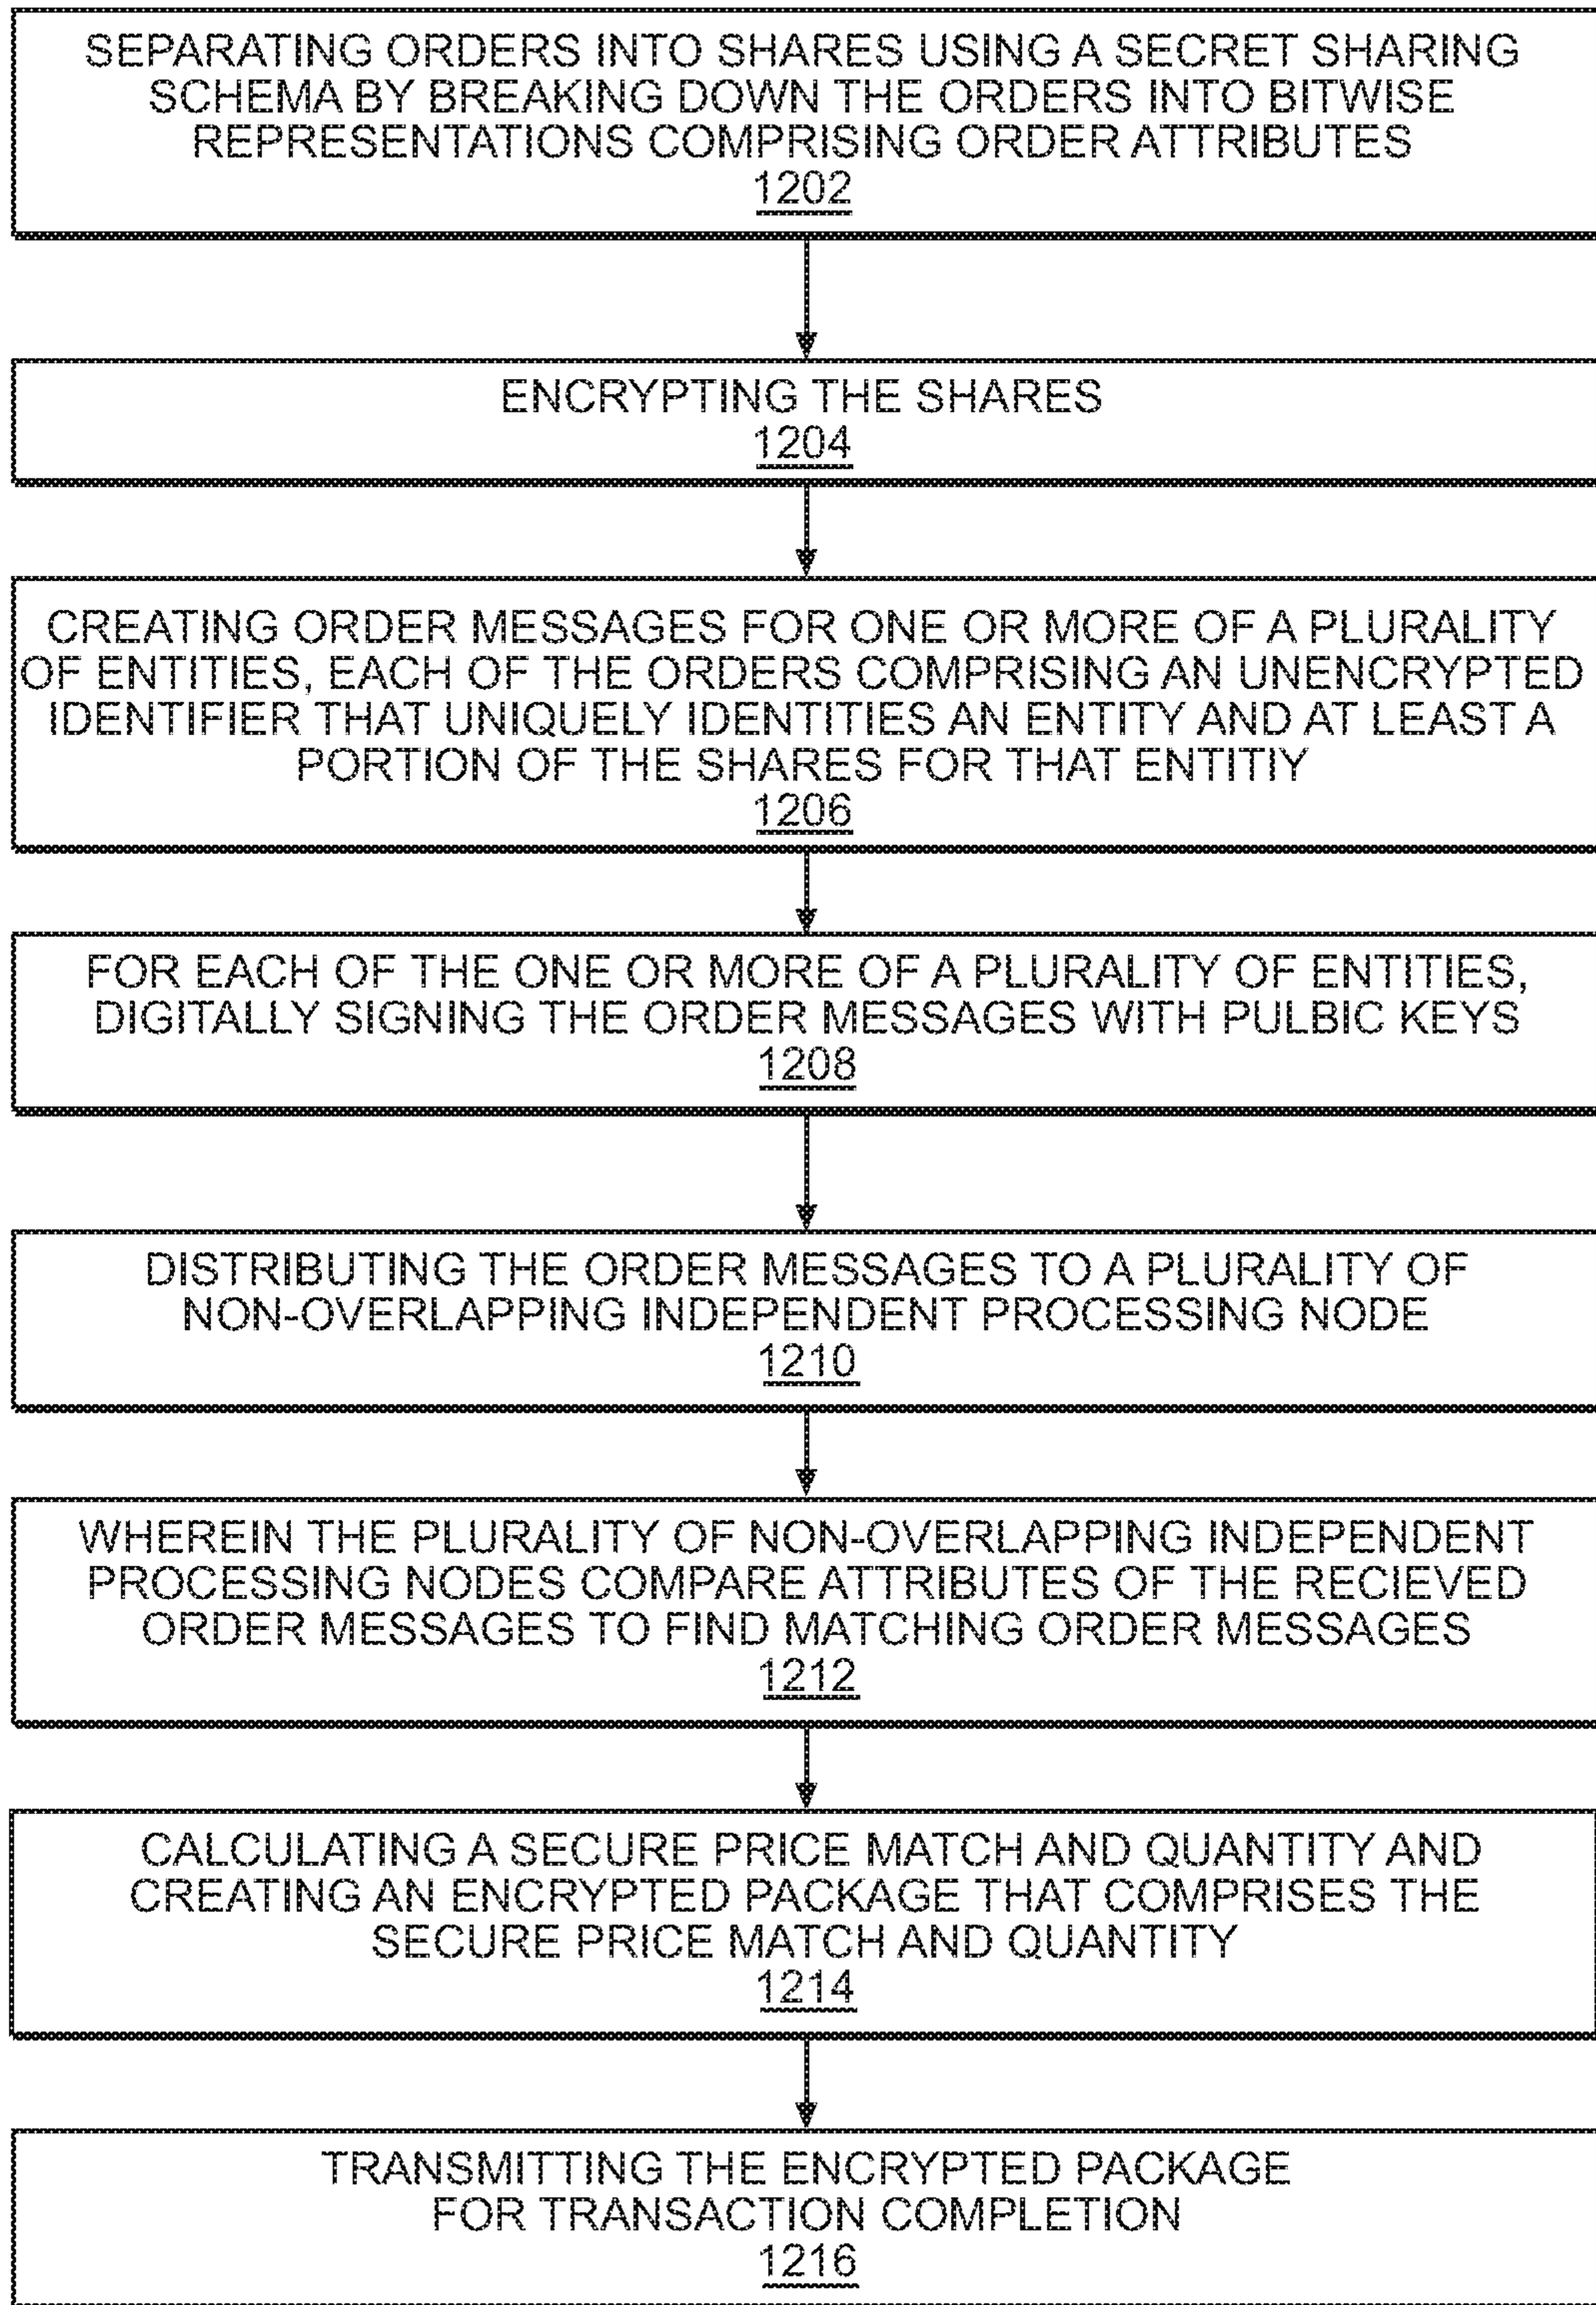 SEPARATING ORDERS INTO SHARES USING A SECRET SHARING
SCHEMA BY BREAKING DOWN THE ORDERS INTO BITWISE
REPRESENTATIONS COMPRISING ORDER ATTRIBUTES
1202
ENCRYPTING THE SHARES
1204
CREATING ORDER MESSAGES FOR ONE OR MORE OF A PLURALITY
OF ENTITIES, EACH OF THE ORDERS COMPRISING AN UNENCRYPTED
IDENTIFIER THAT UNIQUELY IDENTITIES AN ENTITY AND AT LEAST A
PORTION OF THE SHARES FOR THAT ENTITIY
1206
FOR EACH OF THE ONE OR MORE OF A PLURALITY OF ENTITIES,
DIGITALLY SIGNING THE ORDER MESSAGES WITH PULBIC KEYS
1208
DISTRIBUTING THE ORDER MESSAGES TO A PLURALITY OF
NON-OVERLAPPING INDEPENDENT PROCESSING NODE
1210
WHEREIN THE PLURALITY OF NON-OVERLAPPING INDEPENDENT
PROCESSING NODES COMPARE ATTRIBUTES OF THE RECIEVED
ORDER MESSAGES TO FIND MATCHING ORDER MESSAGES
1212
CALCULATING A SECURE PRICE MATCH AND QUANTITY AND
CREATING AN ENCRYPTED PACKAGE THAT COMPRISES THE
SECURE PRICE MATCH AND QUANTITY
1214
TRANSMITTING THE ENCRYPTED PACKAGE
FOR TRANSACTION COMPLETION
1216